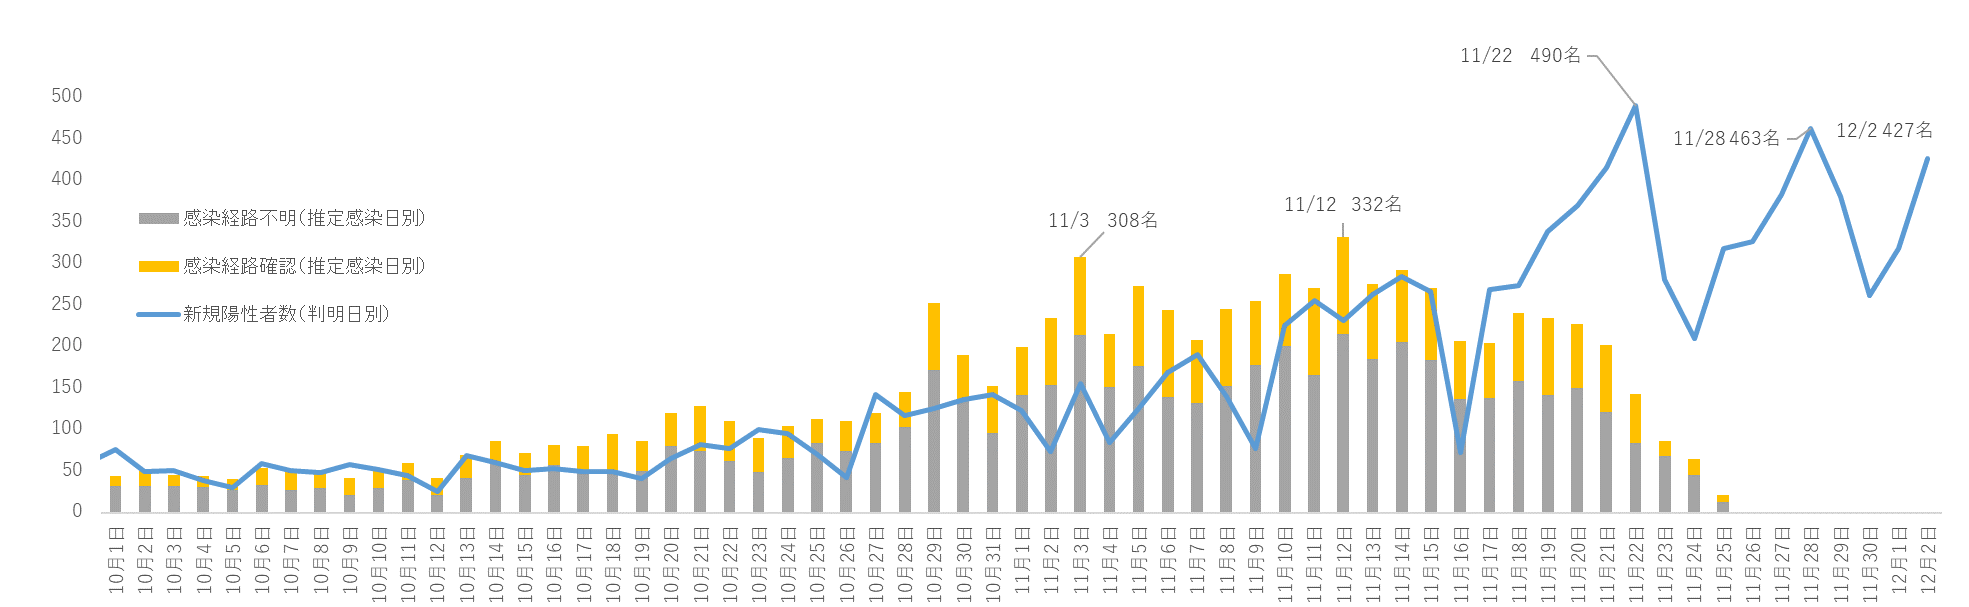 11/22 490名
500
450
11/28 463名
12/2 427名
400
350
感染経路不明(推定感染日別)
11/3 308名
11/12 332名
300
感染経路確認(推定感染日別)
250
新規陽性者数(判明日別)
200
150
100
50
0
10月1日
10月2日
10月3日
10月4日
10月5日
10月6日
10月7日
10月8日
10月9日
10月10日
10月11日
10月12日
10月13日
10月14日
10月15日
10月16日
10月17日
10月18日
10月19日
10月20日
10月21日
10月22日
10月23日
10月24日
10月25日
10月26日
10月27日
10月28日
10月29日
10月30日
10月31日
11月1日
11月2日
11月3日
11月4日
11月5日
11月6日
11月7日
11月8日
11月9日
11月10日
11月11日
11月12日
11月13日
11月14日
11月15日
11月16日
11月17日
11月18日
11月19日
11月20日
11月21日
11月22日
11月23日
11月24日
11月25日
11月26日
11月27日
11月28日
11月29日
11月30日
12月1日
12月2日